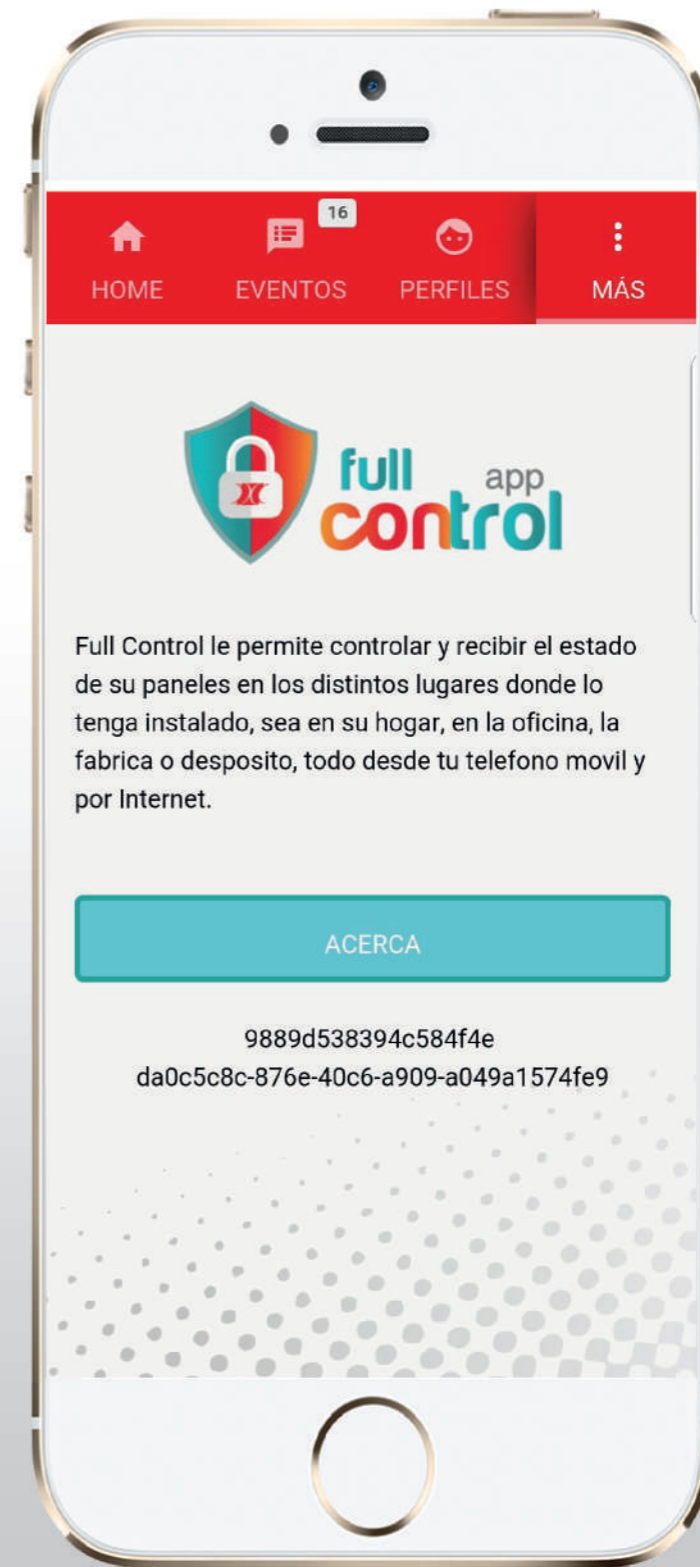 16
HOME EVENTOS PERFILES MÁS
full app
control
Full Control le permite controlar y recibir el estado
de su paneles en los distintos lugares donde lo
tenga instalado, sea en su hogar, en la oficina, la
fabrica o desposito, todo desde tu telefono movil y
por Internet.
ACERCA
9889d538394c584f4e
da0c5c8c-876e-40c6-a909-a049a1574fe9